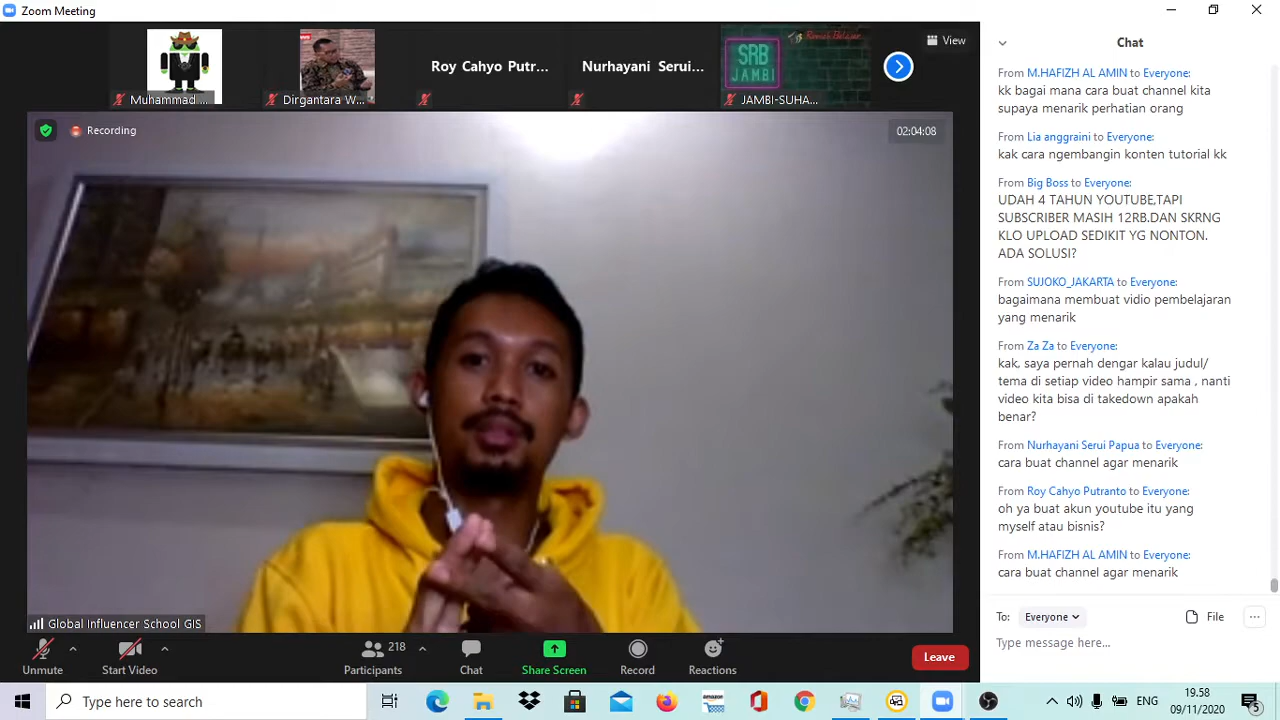 Zoom Meeting
Muhammad ...
Dirgantara W...
Roy Cahyo Putr...
Nurhayani Serui...
SRB
JAMBI
Rumah Belajar
JAMBI-SUHA...
View
Recording
02:04:08
Global Influencer School GIS
Chat
From M.HAFIZH AL AMIN to Everyone:
kk bagai mana cara buat channel kita
supaya menarik perhatian orang
From Lia anggraini to Everyone:
kak cara ngembangin konten tutorial kk
From Big Boss to Everyone:
UDAH 4 TAHUN YOUTUBE,TAPI
SUBSCRIBER MASIH 12RB.DAN SKRNG
KLO UPLOAD SEDIKIT YG NONTON.
ADA SOLUSI?
From SUJOKO_JAKARTA to Everyone:
bagaimana membuat vidio pembelajaran
yang menarik
From Za Za to Everyone:
kak, saya pernah dengar kalau judul/
tema di setiap video hampir sama , nanti
video kita bisa di takedown apakah
benar?
From Nurhayani Serui Papua to Everyone:
cara buat channel agar menarik
From Roy Cahyo Putranto to Everyone:
oh ya buat akun youtube itu yang
myself atau bisnis?
From M.HAFIZH AL AMIN to Everyone:
cara buat channel agar menarik
To: Everyone
File
Type message here...
Unmute
Start Video
218
Participants
Chat
Share Screen
Record
Reactions
Leave
Type here to search
amazon
ENG
19.58
09/11/2020
5